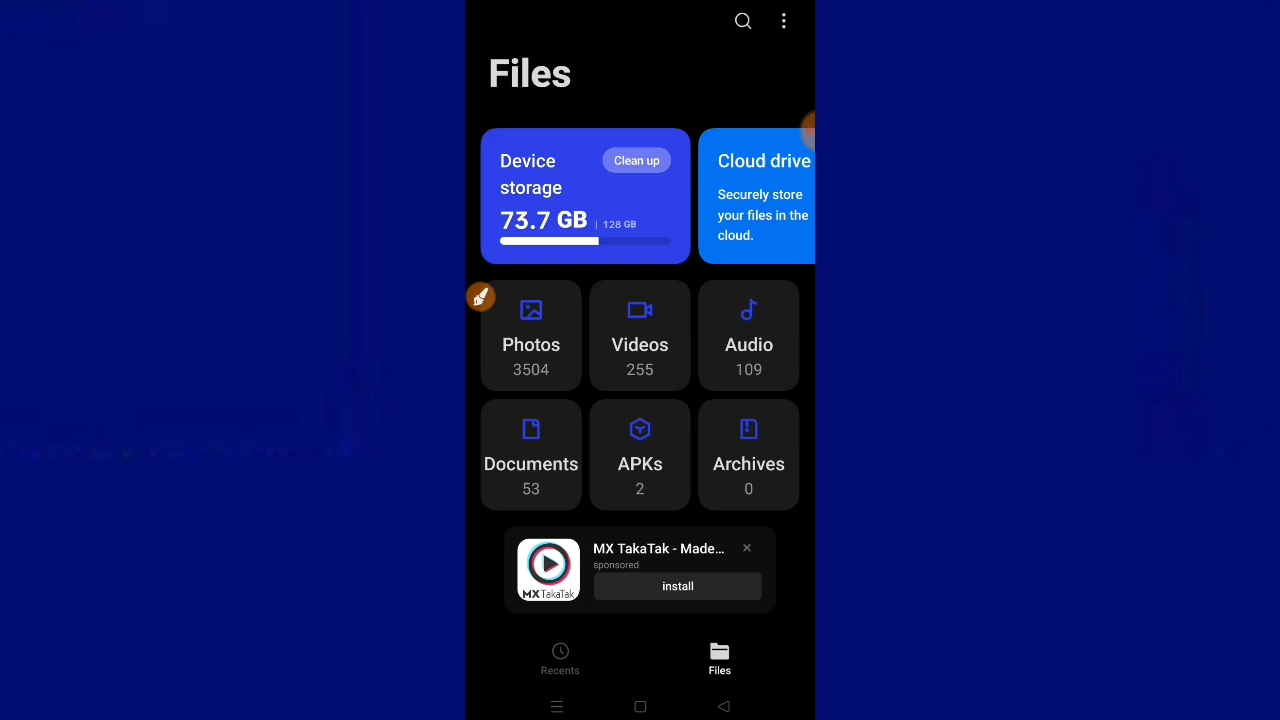 Files
Device
storage
Clean up
73.7 GB | 128 GB
Cloud drive
Securely store
your files in the
cloud.
Photos
3504
Videos
255
Audio
109
Documents
53
APKs
2
Archives
0
MX TakaTak
MX TakaTak - Made...
sponsored
install
Recents
Files